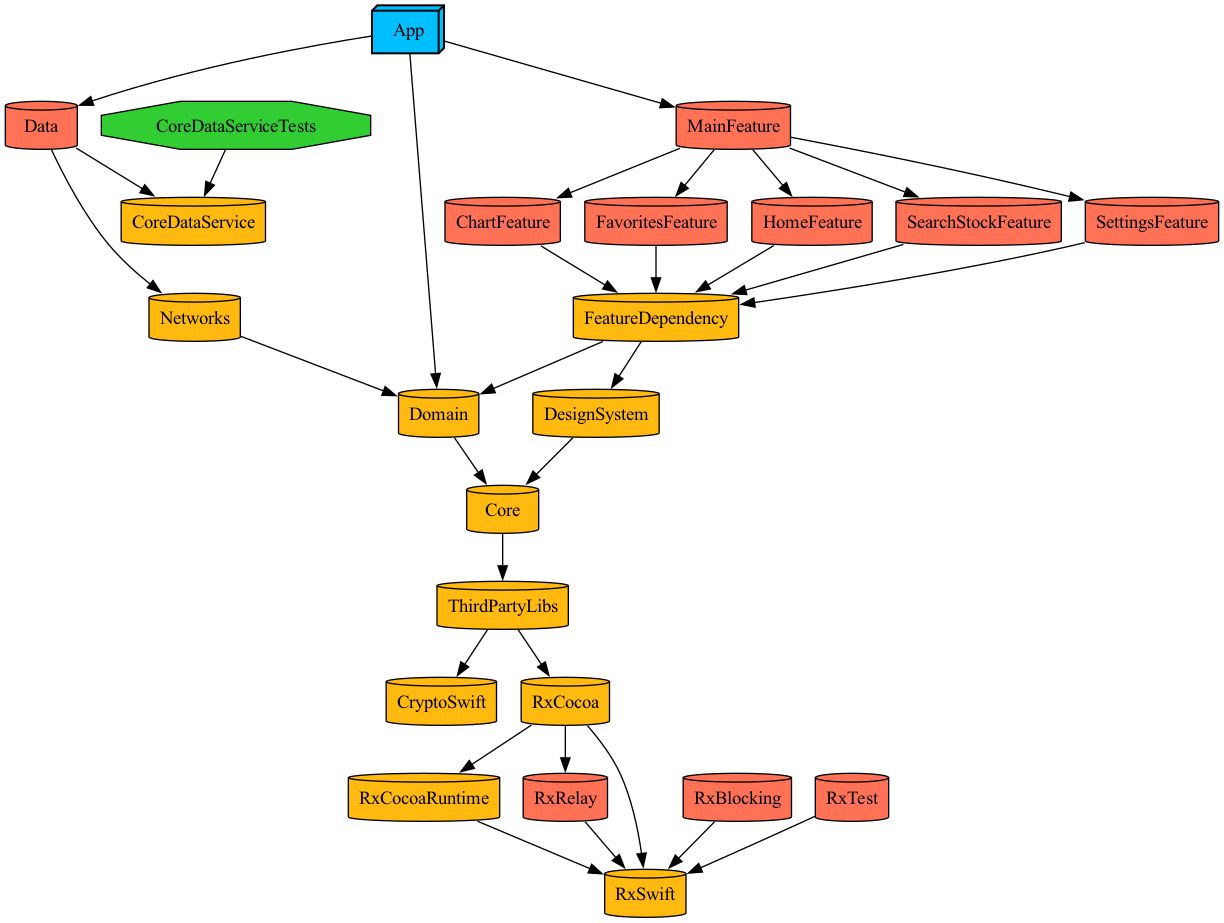 App
Data
CoreDataServiceTests
MainFeature
CoreDataService
ChartFeature
FavoritesFeature
HomeFeature
SearchStockFeature
SettingsFeature
Networks
FeatureDependency
Domain
DesignSystem
Core
ThirdPartyLibs
CryptoSwift
RxCocoa
RxCocoaRuntime
RxRelay
RxBlocking
RxTest
RxSwift